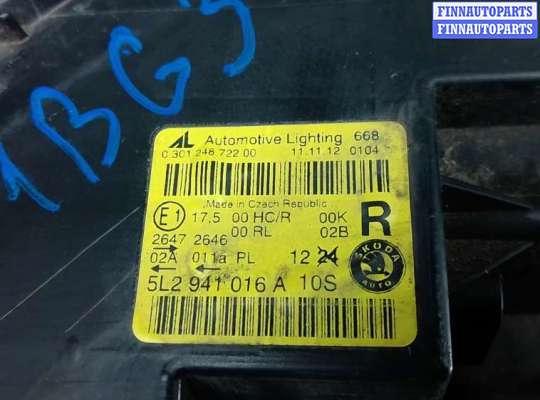 FINNAUTOPARTS
FINNAUTOPARTS
1BG5
AL Automotive Lighting 668
0 301 246 722 00 11.11.12 0104
Made in Czech Republic
E1 17,5 00 HC/R 00K R
00 RL 02B
2647 2646
02A 011a PL 12 24
SKODA
AUTO
5L2 941 016 A 10S